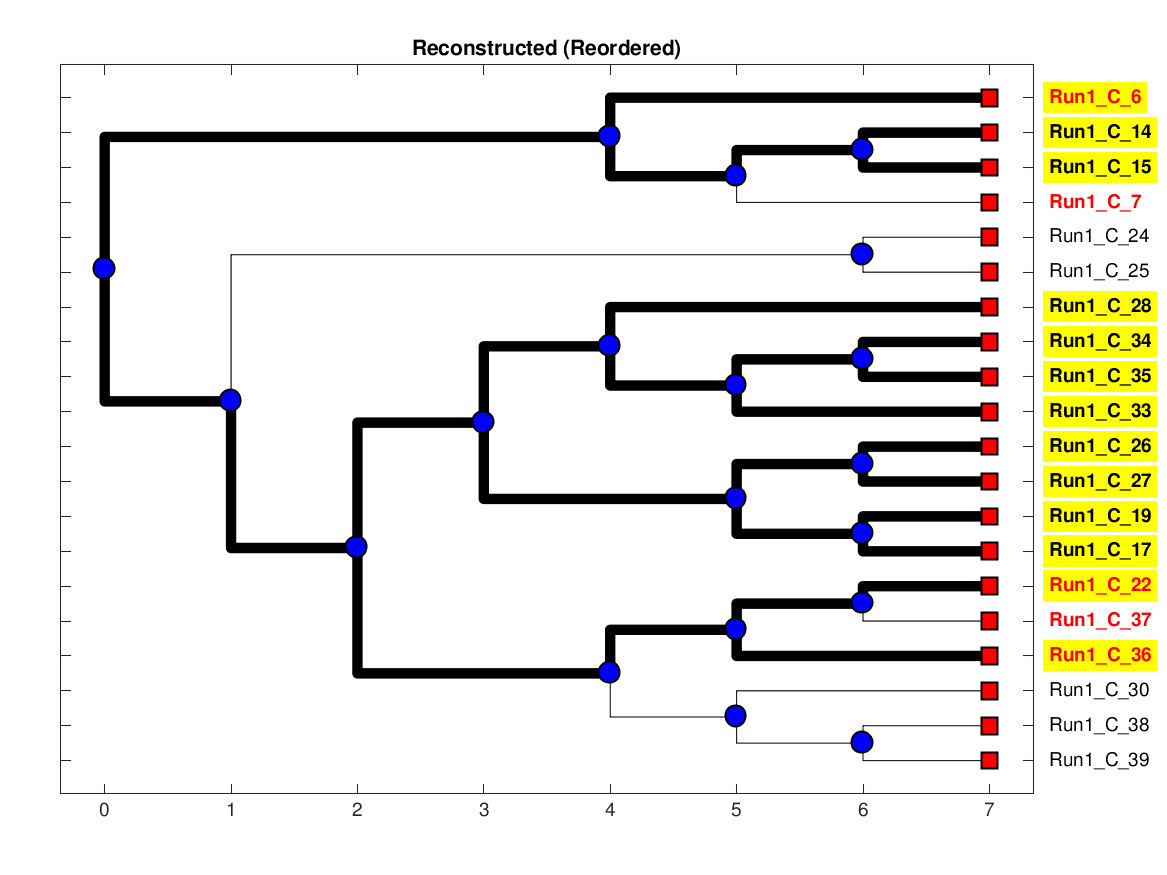 Reconstructed (Reordered)
Run1_C_6
Run1_C_14
Run1_C_15
Run1_C_7
Run1_C_24
Run1_C_25
Run1_C_28
Run1_C_34
Run1_C_35
Run1_C_33
Run1_C_26
Run1_C_27
Run1_C_19
Run1_C_17
Run1_C_22
Run1_C_37
Run1_C_36
Run1_C_30
Run1_C_38
Run1_C_39
0 1 2 3 4 5 6 7